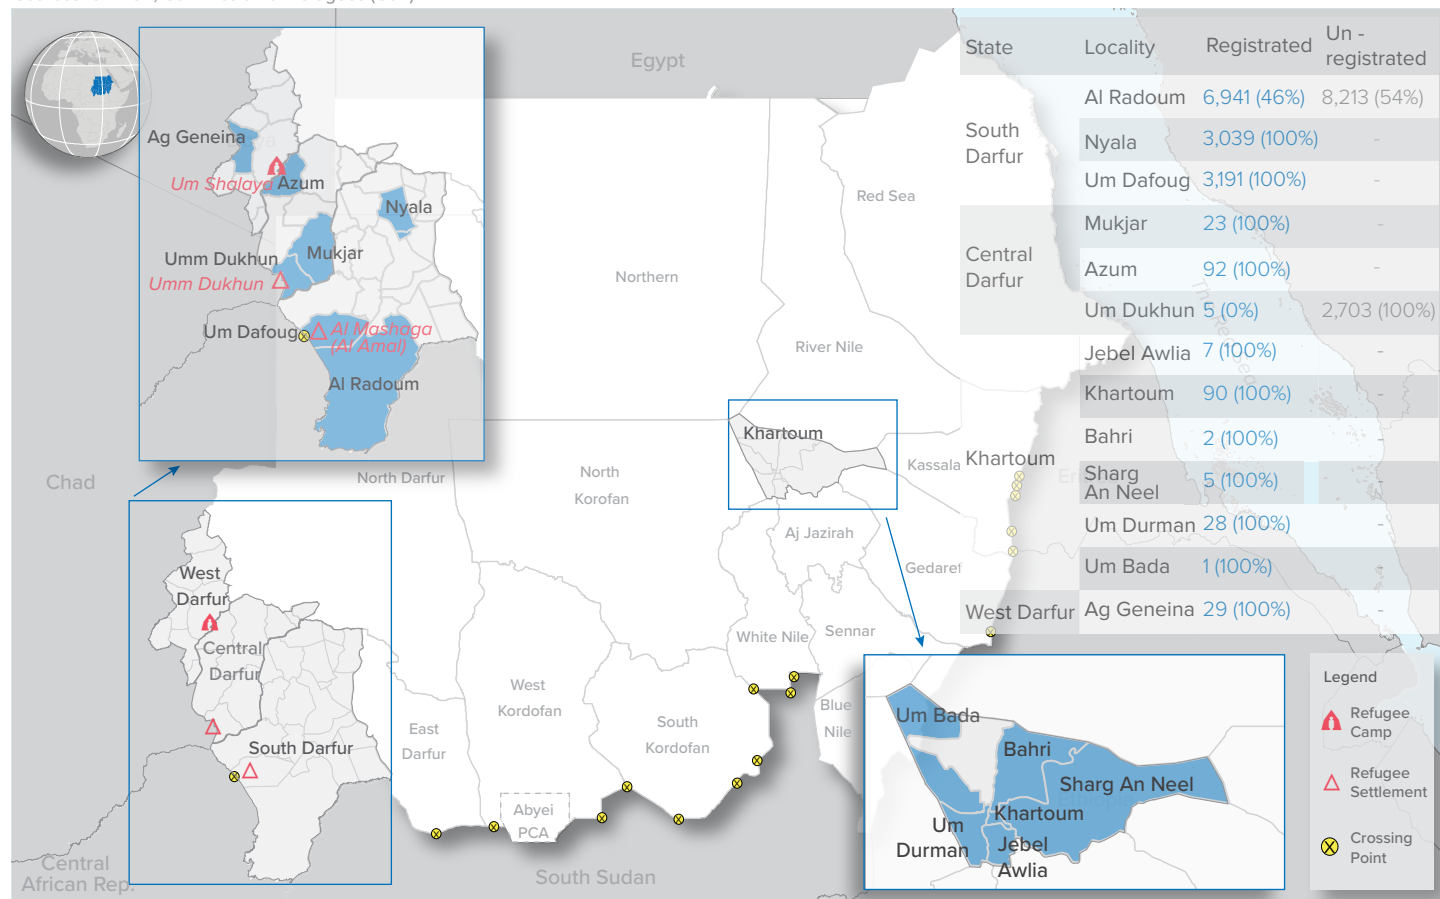 Egypt
State Locality Registrated Un -
registrated
South
Darfur
Al Radoum 6,941 (46%) 8,213 (54%)
Nyala 3,039 (100%) -
Um Dafoug 3,191 (100%) -
Central
Darfur
Mukjar 23 (100%) -
Azum 92 (100%) -
Um Dukhun 5 (0%) 2,703 (100%)
Khartoum
Jebel Awlia 7 (100%) -
Khartoum 90 (100%) -
Bahri 2 (100%) -
Sharg
An Neel 5 (100%) -
Um Durman 28 (100%) -
Um Bada 1 (100%) -
West Darfur Ag Geneina 29 (100%) -
Ag Geneina
Um Shalaya
Azum
Nyala
Umm Dukhun
Mukjar
Umm Dukhun
Um Dafoug
Al Mashaga
(Al Amal)
Al Radoum
Red Sea
Northern
River Nile
The Red Sea
Khartoum
Kassala
Chad
North Darfur
North
Korofan
Aj Jazirah
Gedaref
West
Darfur
Central
Darfur
South Darfur
White Nile
Sennar
West
Kordofan
South
Kordofan
East
Darfur
Blue
Nile
Abyei
PCA
Central
African Rep.
South Sudan
Um Bada
Bahri
Sharg An Neel
Ethiopia
Khartoum
Um
Durman
Jebel
Awlia
Legend
Refugee
Camp
Refugee
Settlement
Crossing
Point